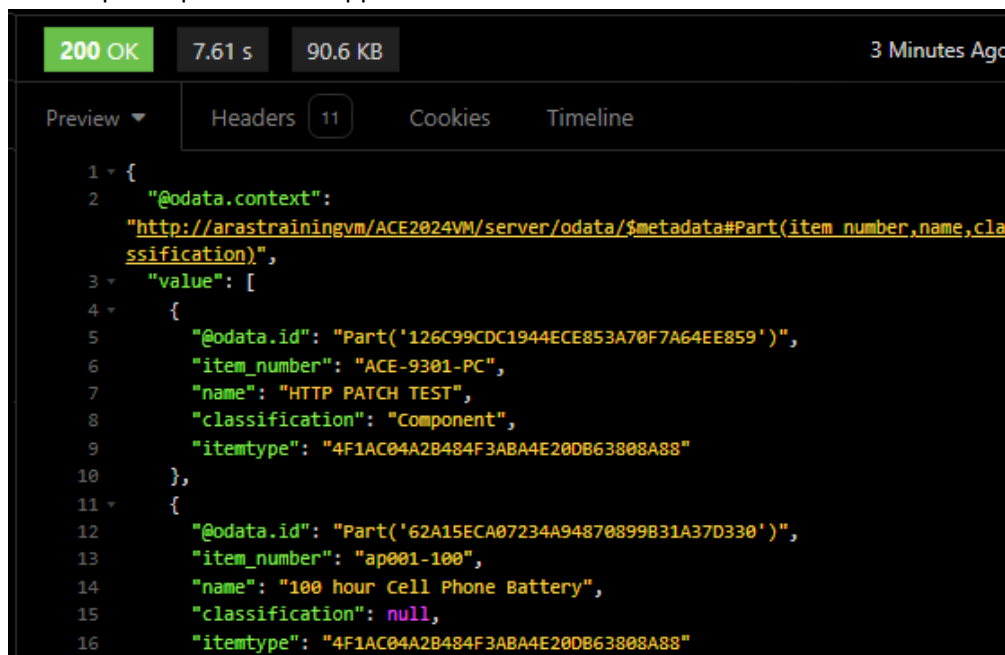 200 OK 7.61 s 90.6 KB 3 Minutes Ago
Preview Headers 11 Cookies Timeline
1 {
2 "@odata.context":
"http://arastrainingvm/ACE2024VM/server/odata/$metadata#Part(item_number,name,cla
ssification)",
3 "value": [
4 {
5 "@odata.id": "Part('126C99CDC1944ECE853A70F7A64EE859')",
6 "item_number": "ACE-9301-PC",
7 "name": "HTTP PATCH TEST",
8 "classification": "Component",
9 "itemtype": "4F1AC04A2B484F3ABA4E20DB63808A88"
10 },
11 {
12 "@odata.id": "Part('62A15ECA07234A94870899B31A37D330')",
13 "item_number": "ap001-100",
14 "name": "100 hour Cell Phone Battery",
15 "classification": null,
16 "itemtype": "4F1AC04A2B484F3ABA4E20DB63808A88"